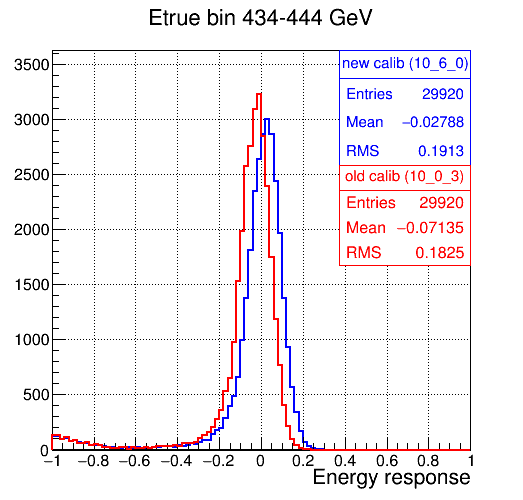 Etrue bin 434-444 GeV
new calib (10_6_0)
Entries 29920
Mean −0.02788
RMS 0.1913
old calib (10_0_3)
Entries 29920
Mean −0.07135
RMS 0.1825
3500
3000
2500
2000
1500
1000
500
0
−1 −0.8 −0.6 −0.4 −0.2 0 0.2 0.4 0.6 0.8 1
Energy response